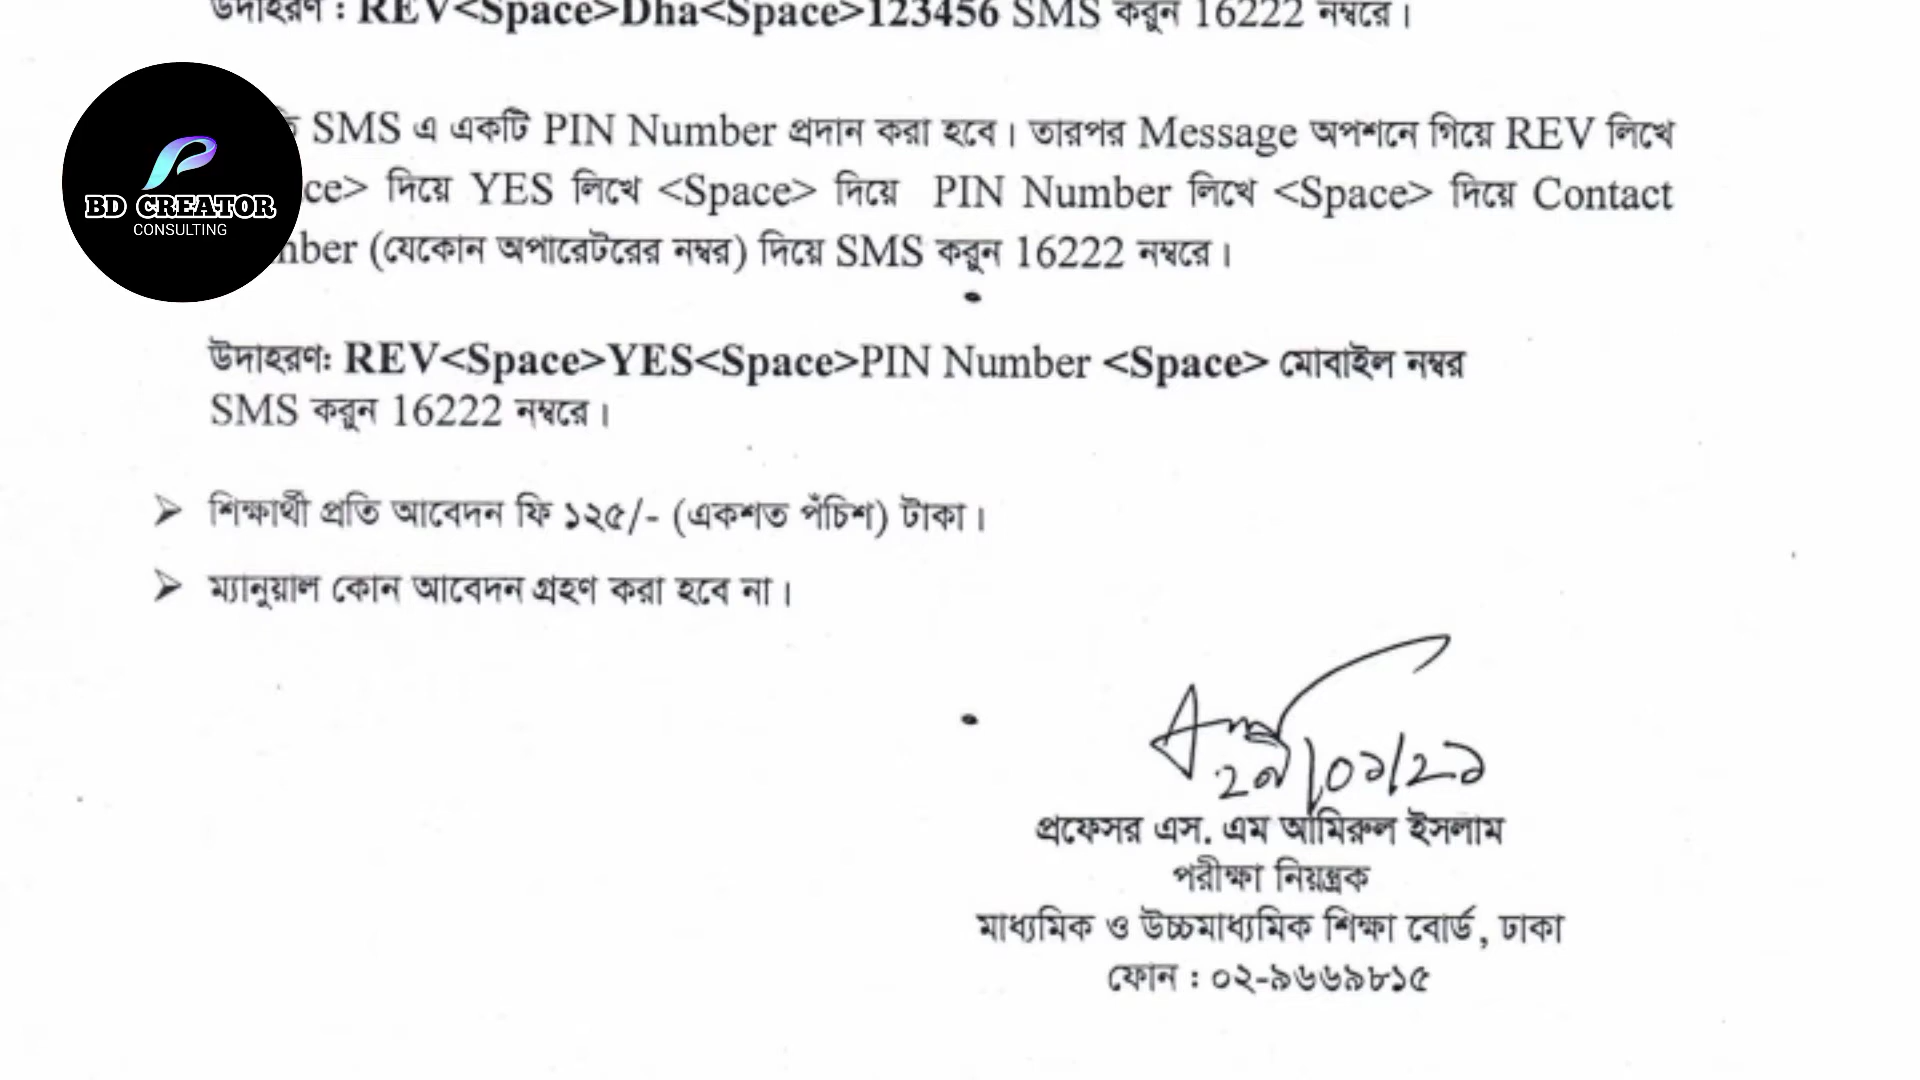 উদাহরণ : REV<Space>Dha<Space>123456 SMS করুন 16222 নম্বরে।
SMS এ একটি PIN Number প্রদান করা হবে। তারপর Message অপশনে গিয়ে REV লিখে
ce> দিয়ে YES লিখে <Space> দিয়ে PIN Number লিখে <Space> দিয়ে Contact
mber (যেকোন অপারেটরের নম্বর) দিয়ে SMS করুন 16222 নম্বরে।
BD CREATOR
CONSULTING
উদাহরণঃ REV<Space>YES<Space>PIN Number <Space> মোবাইল নম্বর
SMS করুন 16222 নম্বরে।
➢ শিক্ষার্থী প্রতি আবেদন ফি ১২৫/- (একশত পঁচিশ) টাকা।
➢ ম্যানুয়াল কোন আবেদন গ্রহণ করা হবে না।
প্রফেসর এস. এম আমিরুল ইসলাম
পরীক্ষা নিয়ন্ত্রক
মাধ্যমিক ও উচ্চমাধ্যমিক শিক্ষা বোর্ড, ঢাকা
ফোন : ০২-৯৬৬৯৮১৫